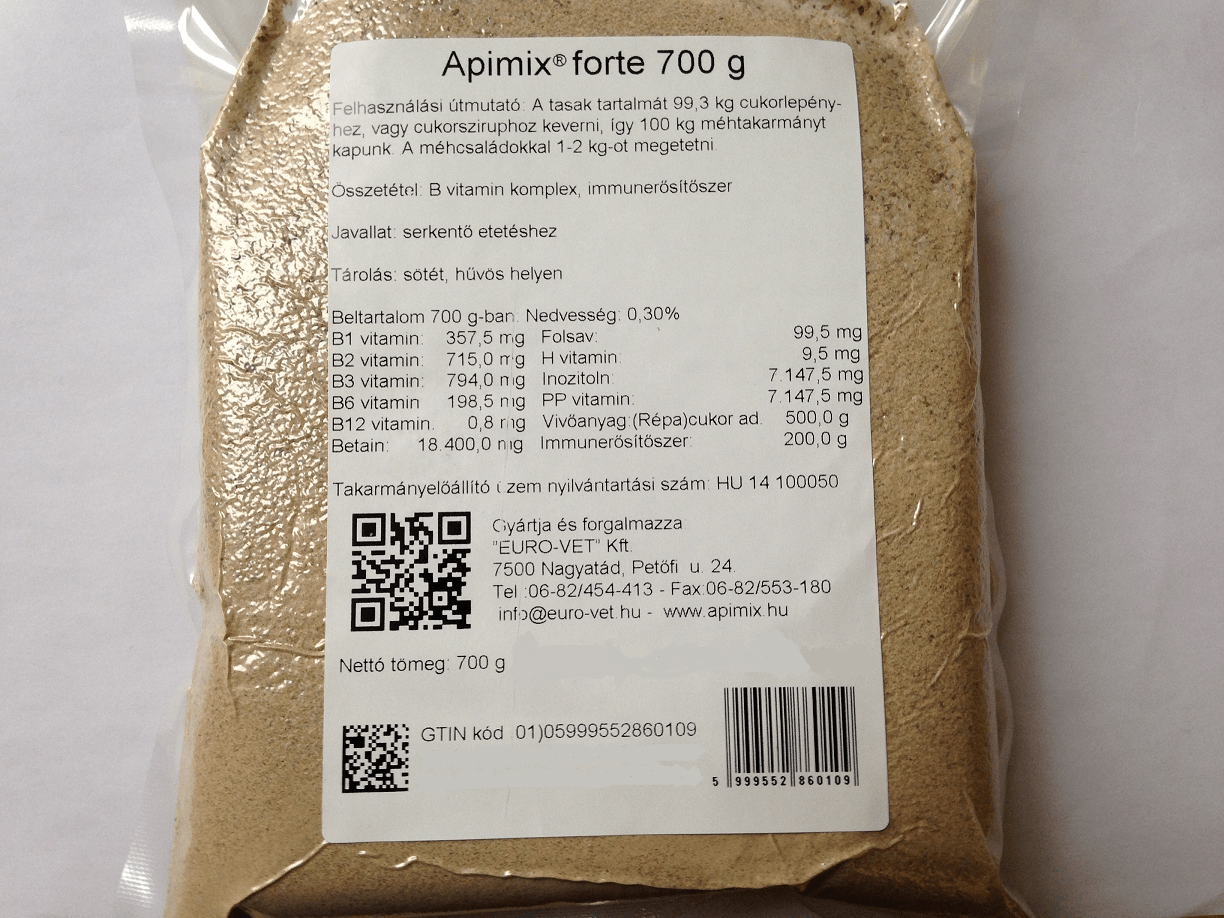 Apimix® forte 700 g
Felhasználási útmutató: A tasak tartalmát 99,3 kg cukorlepény-
hez, vagy cukorsziruphoz keverni, így 100 kg méhtakarmányt
kapunk. A méhcsaládokkal 1-2 kg-ot megetetni.
Összetétel: B vitamin komplex, immunerősítőszer
Javallat: serkentő etetéshez
Tárolás: sötét, hűvös helyen
Beltartalom 700 g-ban. Nedvesség: 0,30%
B1 vitamin: 357,5 mg Folsav: 99,5 mg
B2 vitamin: 715,0 mg H vitamin: 9,5 mg
B3 vitamin: 794,0 mg Inozitoln: 7.147,5 mg
B6 vitamin 198,5 mg PP vitamin: 7.147,5 mg
B12 vitamin. 0,8 mg Vivőanyag:(Répa)cukor ad. 500,0 g
Betain: 18.400,0 mg Immunerősítőszer: 200,0 g
Takarmányelőállító üzem nyilvántartási szám: HU 14 100050
Gyártja és forgalmazza
"EURO-VET" Kft.
7500 Nagyatád, Petőfi u. 24.
Tel.:06-82/454-413 - Fax:06-82/553-180
info@euro-vet.hu - www.apimix.hu
Nettó tömeg: 700 g
GTIN kód 01)05999552860109
5 999552 860109